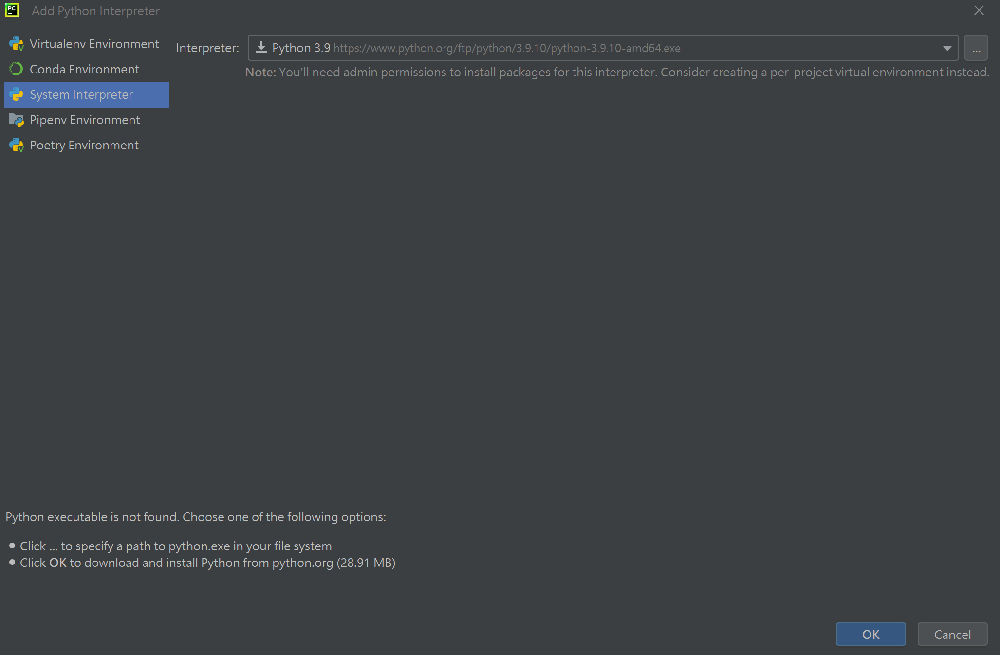 PC
Add Python Interpreter
Virtualenv Environment
Conda Environment
System Interpreter
Pipenv Environment
Poetry Environment
Interpreter: Python 3.9 https://www.python.org/ftp/python/3.9.10/python-3.9.10-amd64.exe ...
Note: You'll need admin permissions to install packages for this interpreter. Consider creating a per-project virtual environment instead.
Python executable is not found. Choose one of the following options:
• Click ... to specify a path to python.exe in your file system
• Click OK to download and install Python from python.org (28.91 MB)
OK Cancel